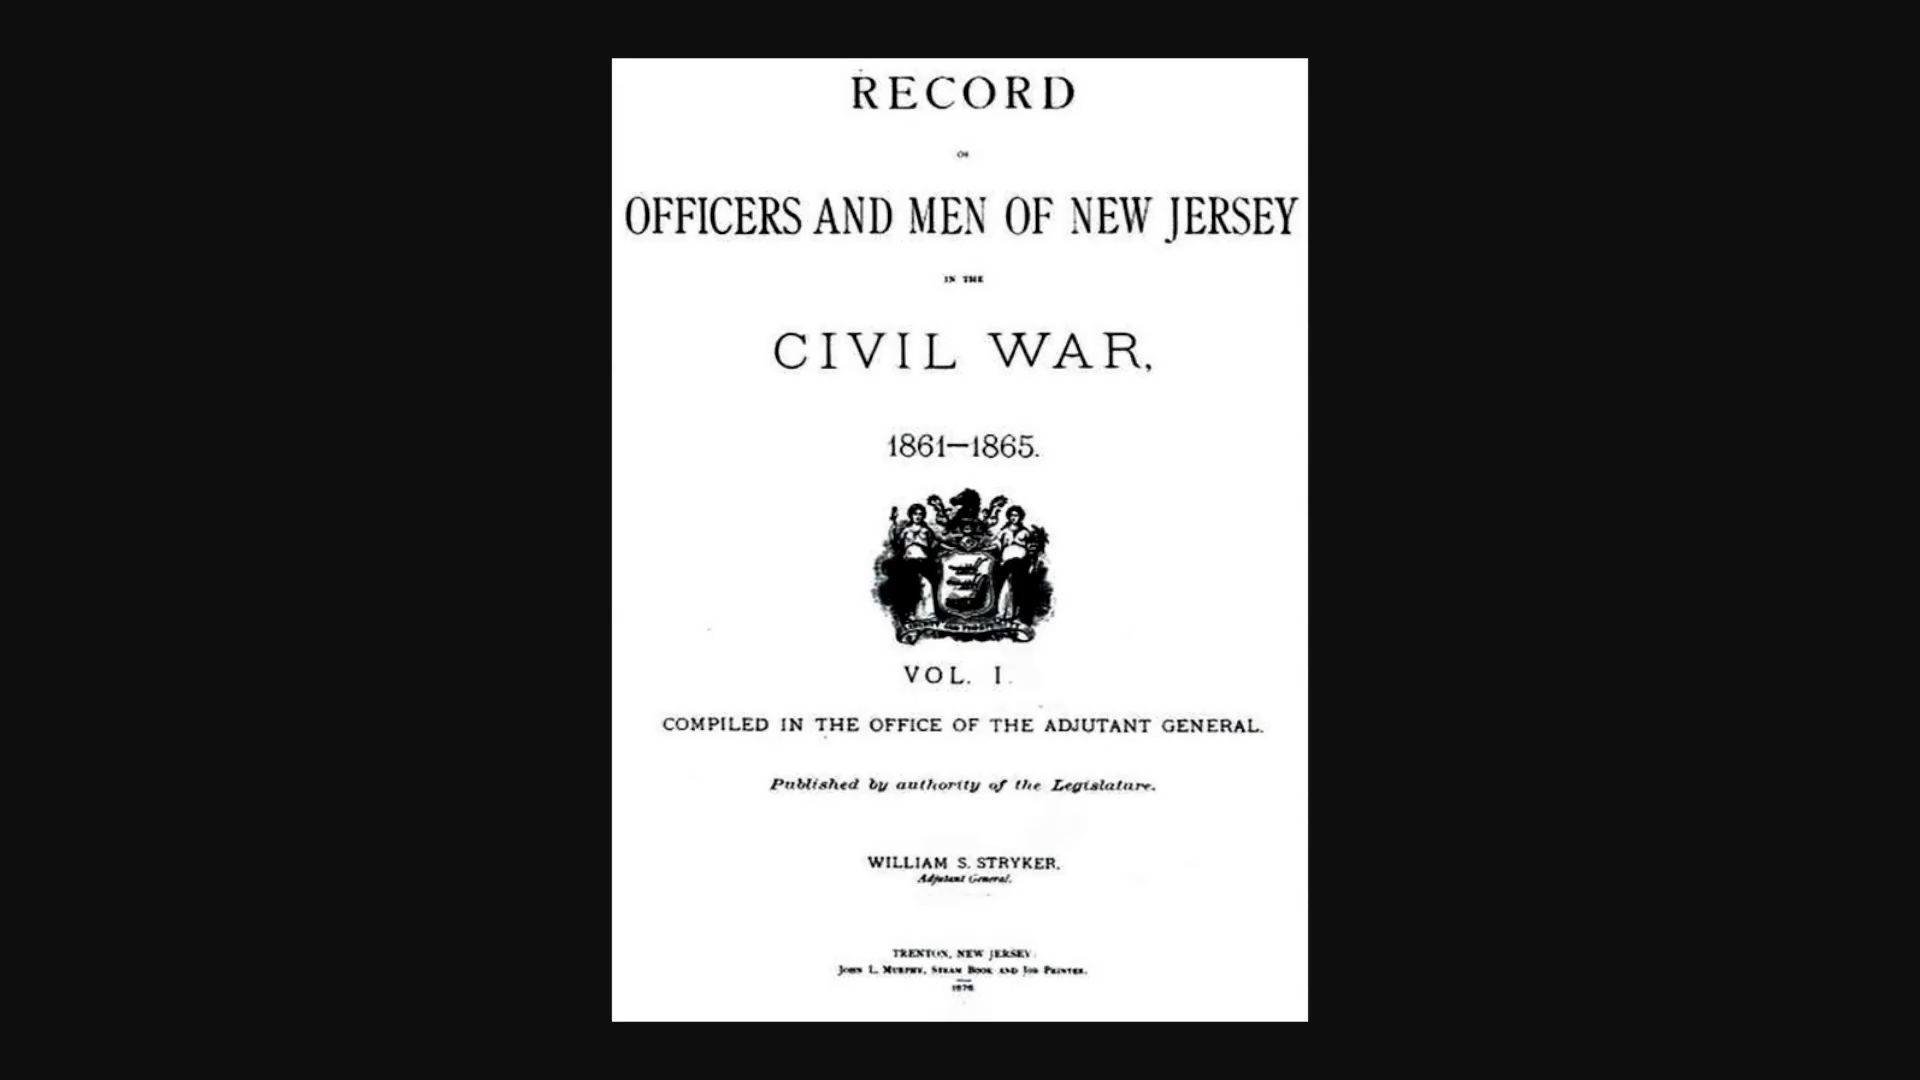 RECORD
OF
OFFICERS AND MEN OF NEW JERSEY
IN THE
CIVIL WAR,
1861—1865.
VOL. I.
COMPILED IN THE OFFICE OF THE ADJUTANT GENERAL.
Published by authority of the Legislature.
WILLIAM S. STRYKER,
Adjutant General.
TRENTON, NEW JERSEY:
JOHN L. MURPHY, STEAM BOOK AND JOB PRINTER.
1876